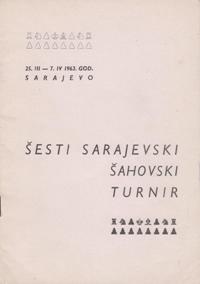 25. III — 7. IV 1963. GOD.
SARAJEVO
ŠESTI SARAJEVSKI
ŠAHOVSKI
TURNIR